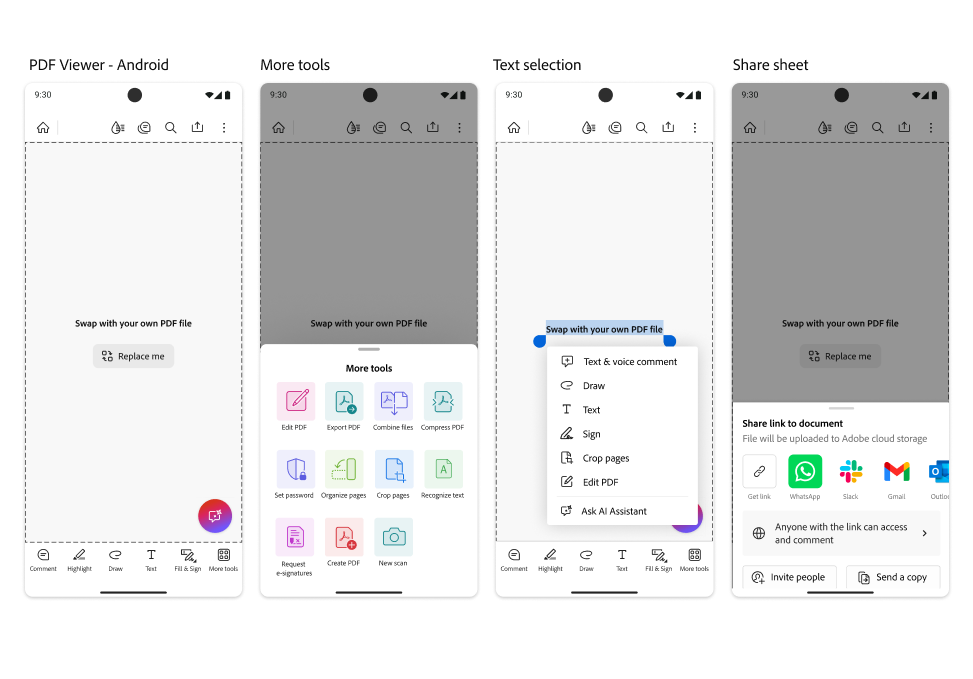 PDF Viewer - Android
9:30
Swap with your own PDF file
Replace me
Comment
Highlight
Draw
Text
Fill & Sign
More tools
More tools
9:30
Swap with your own PDF file
More tools
Edit PDF
Export PDF
Combine files
Compress PDF
Set password
Organize pages
Crop pages
Recognize text
Request
e-signatures
Create PDF
New scan
Text selection
9:30
Swap with your own PDF file
Text & voice comment
Draw
Text
Sign
Crop pages
Edit PDF
Ask AI Assistant
Comment
Highlight
Draw
Text
Fill & Sign
More tools
Share sheet
9:30
Swap with your own PDF file
Replace me
Share link to document
File will be uploaded to Adobe cloud storage
Get link
WhatsApp
Slack
Gmail
Anyone with the link can access
and comment
Invite people
Send a copy